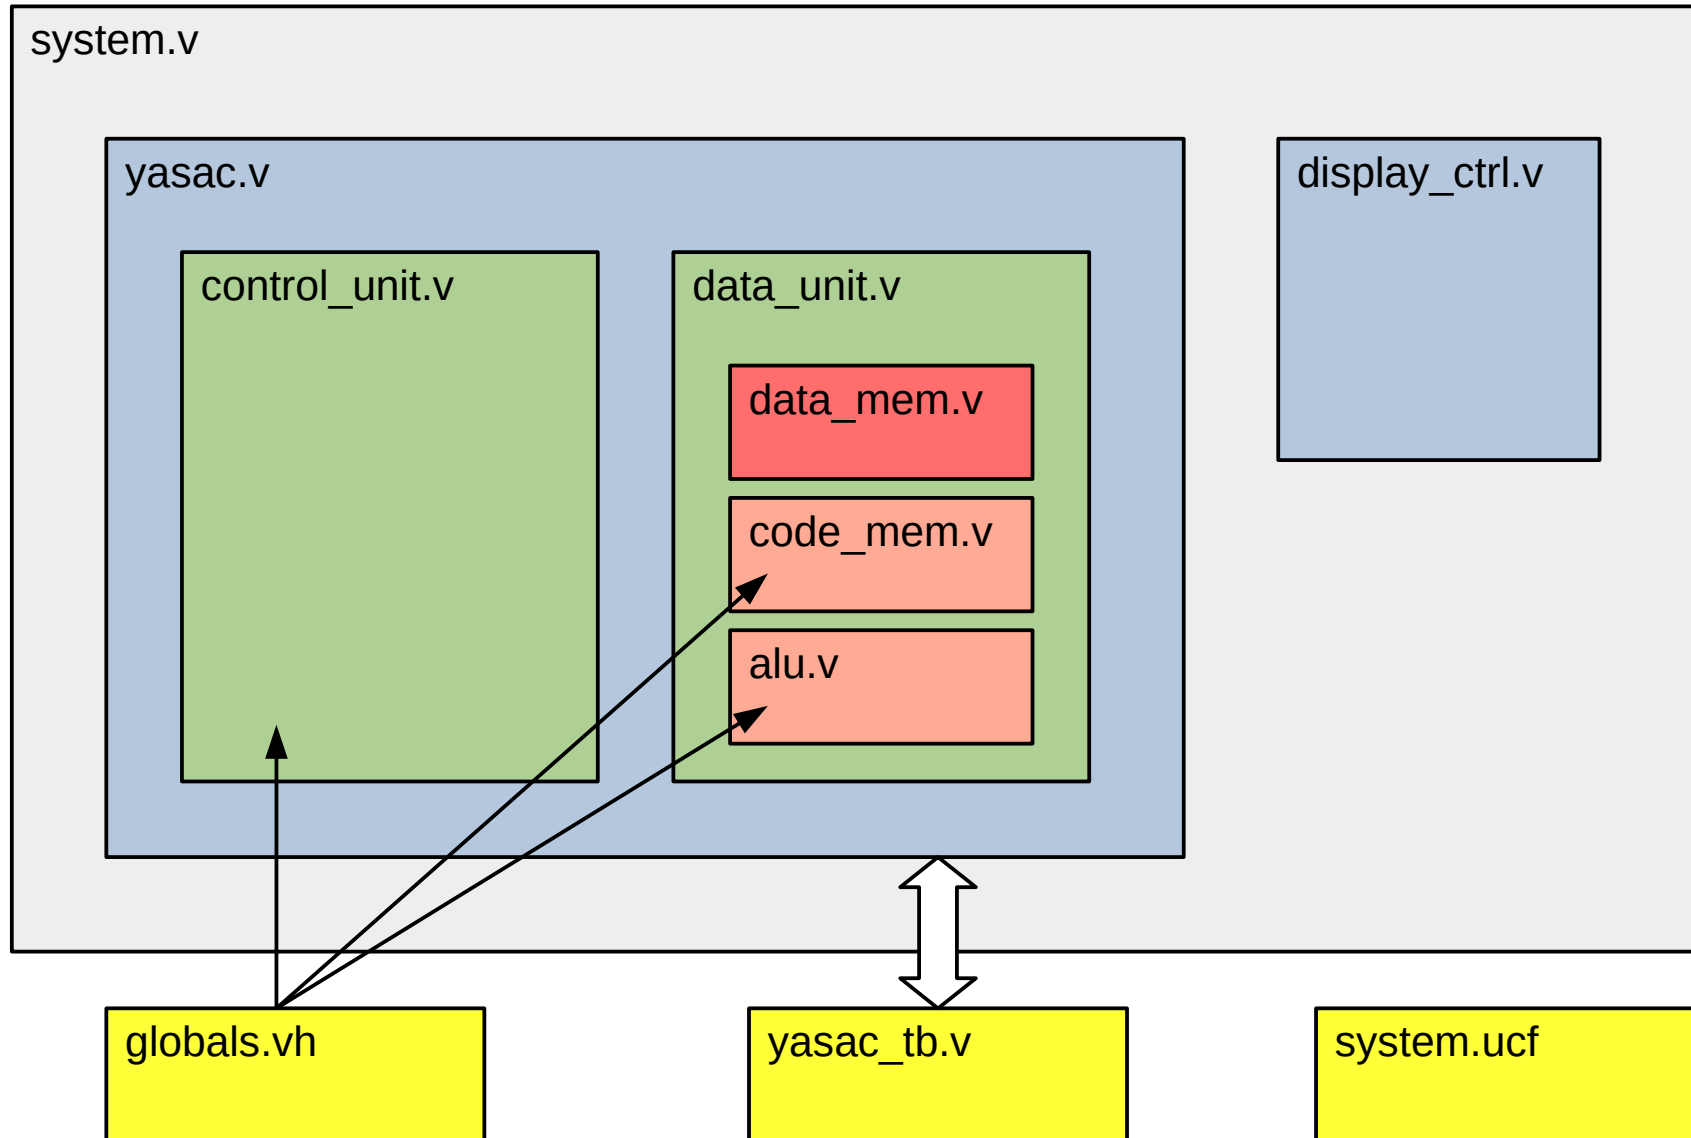 system.v
yasac.v
display_ctrl.v
control_unit.v
data_unit.v
data_mem.v
code_mem.v
alu.v
globals.vh
yasac_tb.v
system.ucf